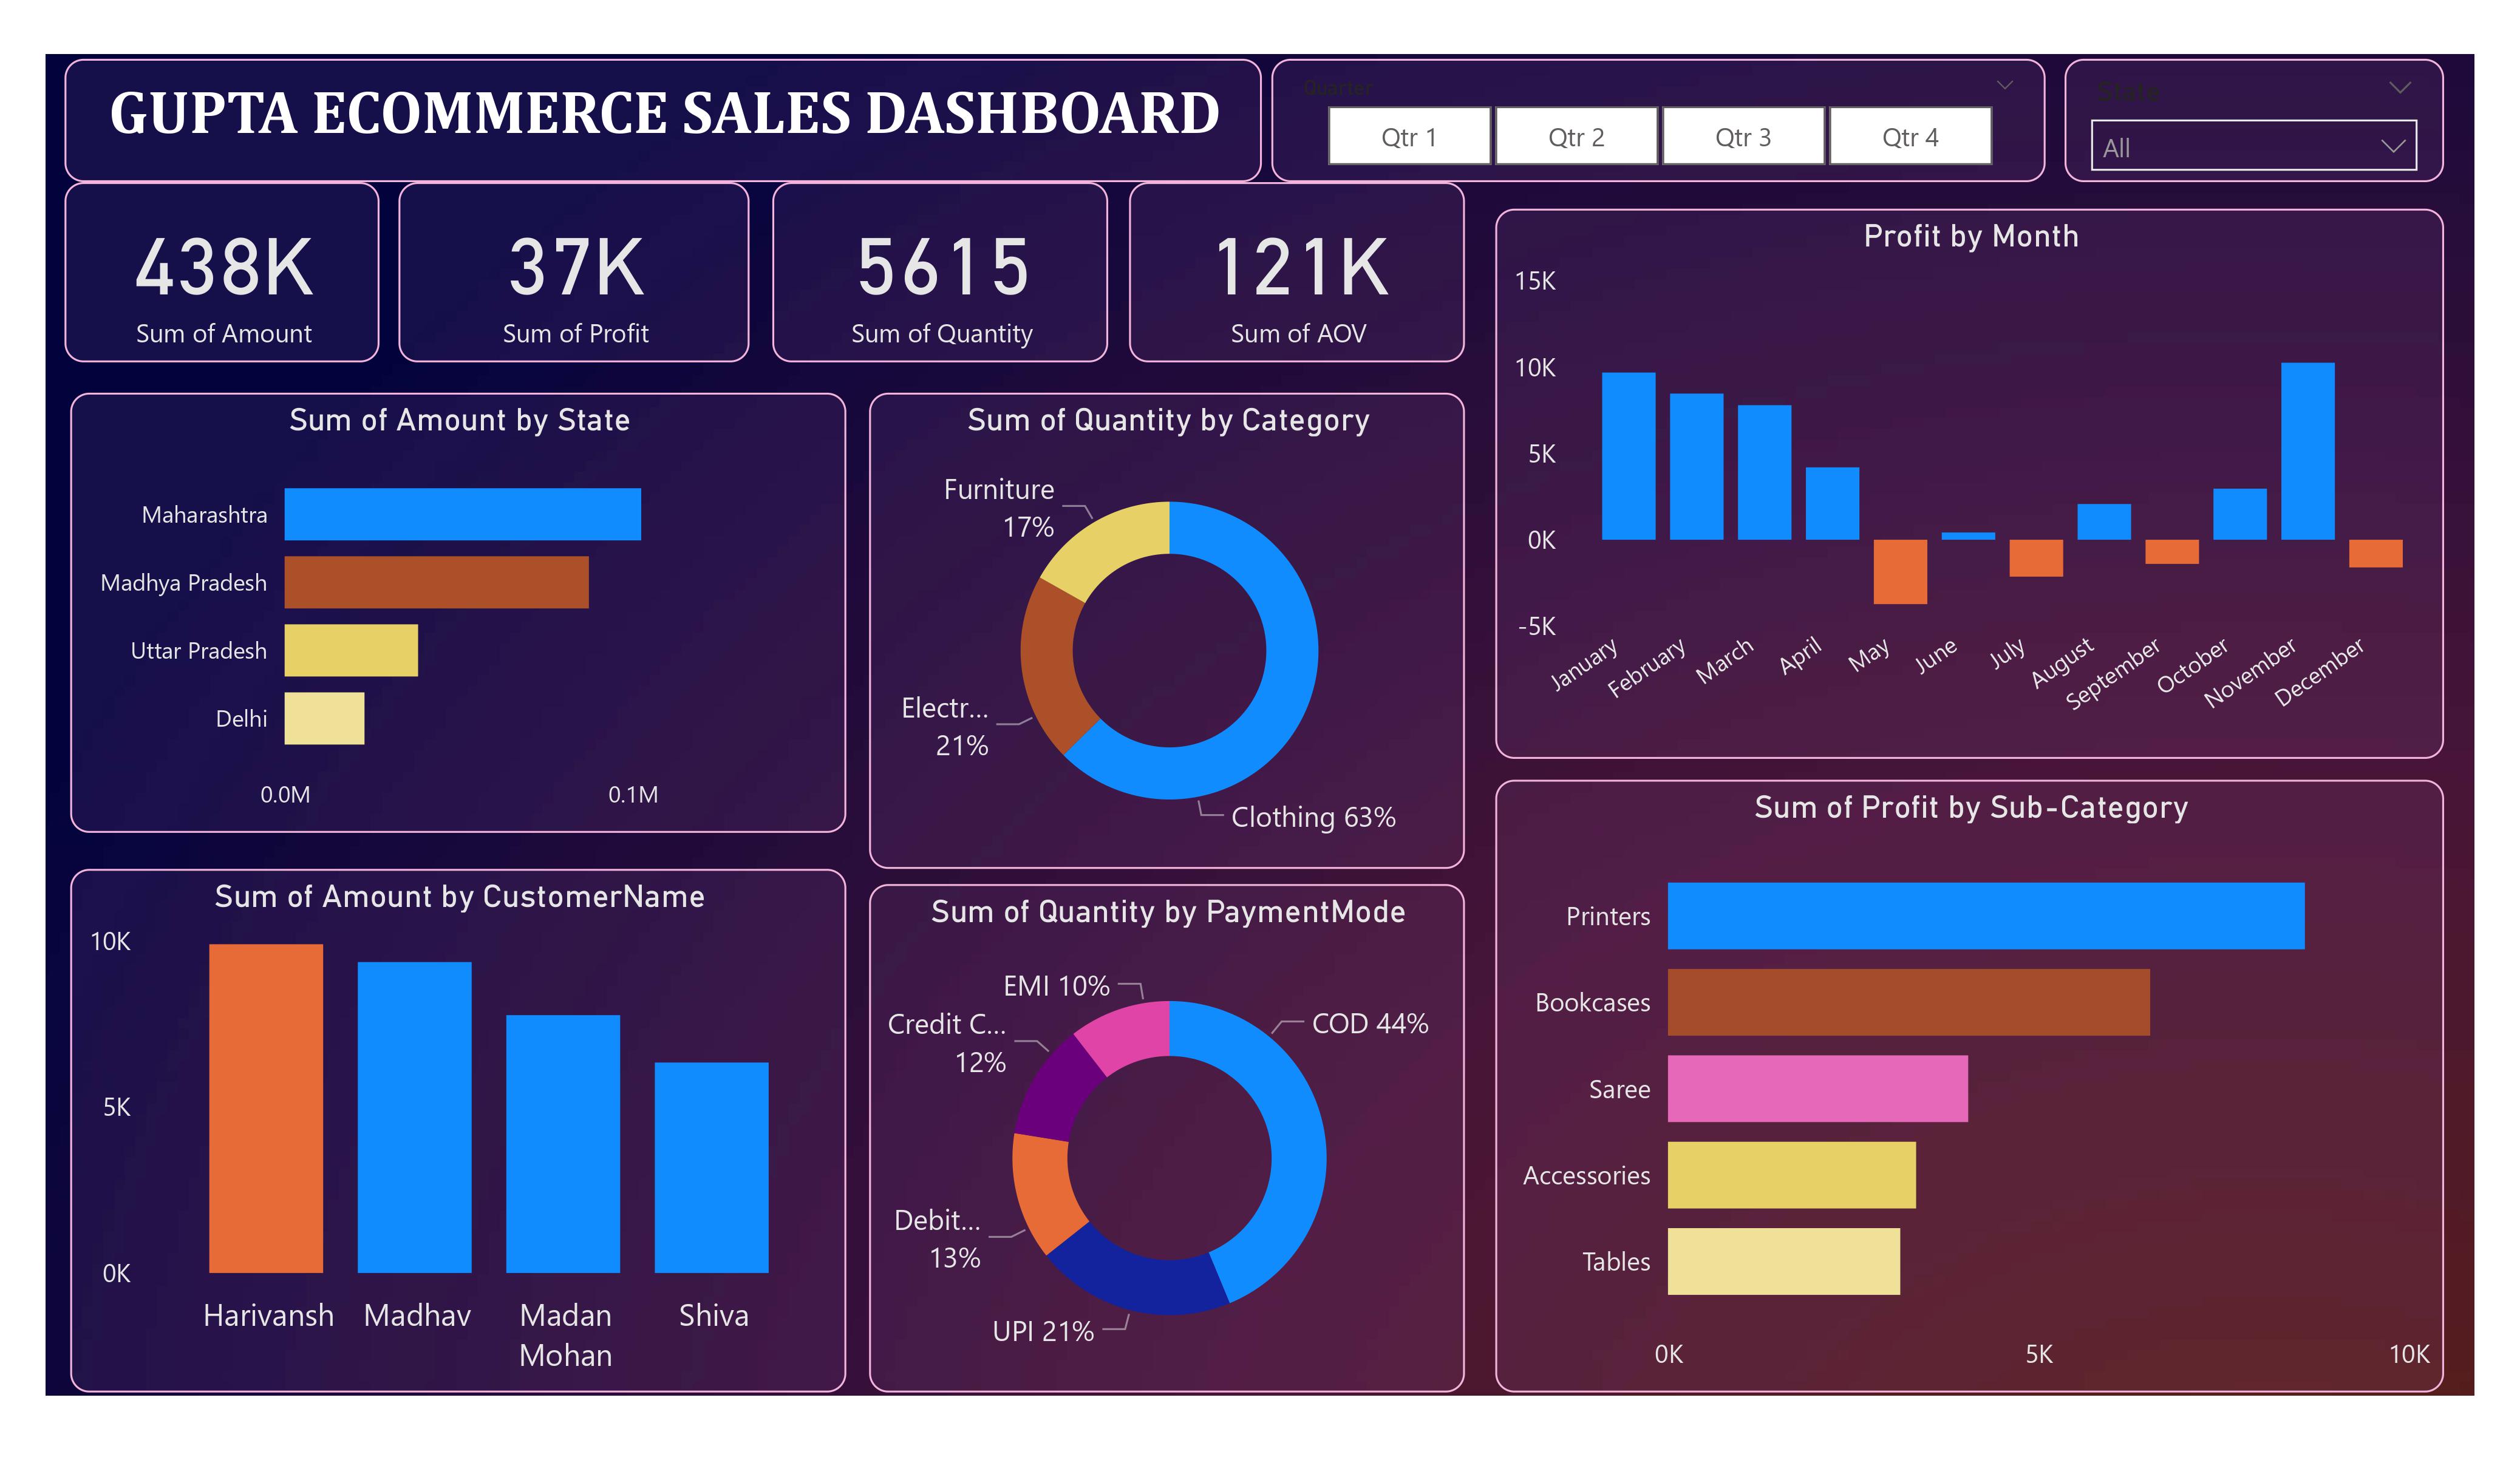 GUPTA ECOMMERCE SALES DASHBOARD
Quarter
Qtr 1
Qtr 2
Qtr 3
Qtr 4
State
All
438K
Sum of Amount
37K
Sum of Profit
5615
Sum of Quantity
121K
Sum of AOV
Sum of Amount by State
Maharashtra
Madhya Pradesh
Uttar Pradesh
Delhi
0.0M
0.1M
Sum of Quantity by Category
Furniture
17%
Electr...
21%
Clothing 63%
Profit by Month
15K
10K
5K
0K
-5K
January
February
March
April
May
June
July
August
September
October
November
December
Sum of Amount by CustomerName
10K
5K
0K
Harivansh
Madhav
Madan
Mohan
Shiva
Sum of Quantity by PaymentMode
EMI 10%
Credit C...
12%
COD 44%
Debit...
13%
UPI 21%
Sum of Profit by Sub-Category
Printers
Bookcases
Saree
Accessories
Tables
0K
5K
10K